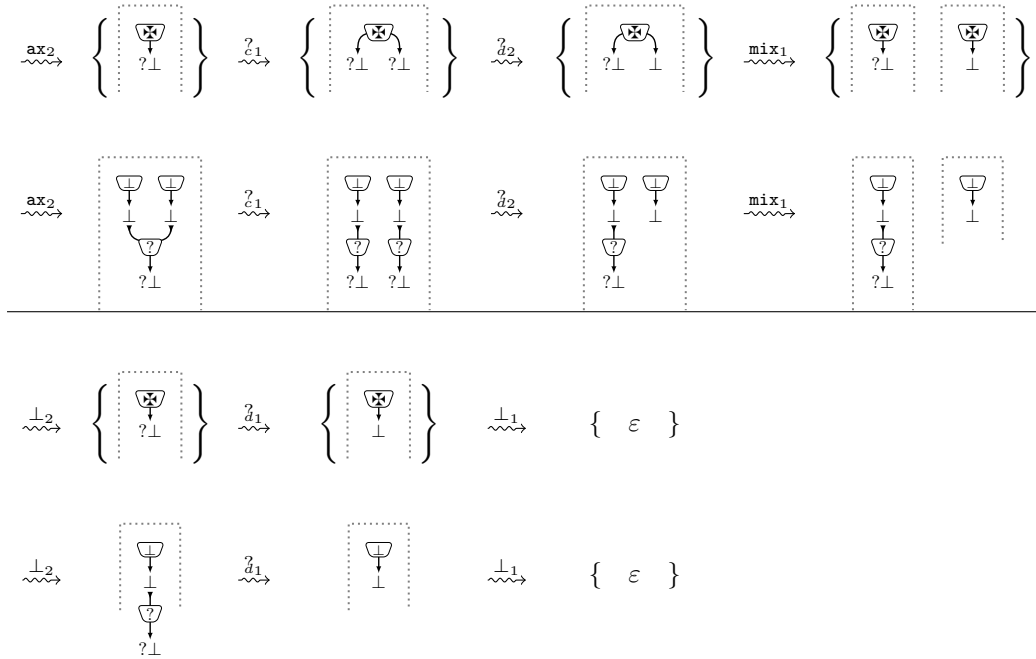 ax₂ { ✠ ?⊥ } ?c₁ { ✠ ?⊥ ?⊥ } ?d₂ { ✠ ?⊥ ⊥ } mix₁ { ✠ ?⊥ ✠ ⊥ }
ax₂ ?c₁ ?d₂ mix₁
⊥ ⊥ ⊥ ⊥ ⊥ ⊥ ⊥ ⊥
⊥ ⊥ ⊥ ⊥ ⊥ ⊥ ⊥ ⊥
? ? ? ? ?
?⊥ ?⊥ ?⊥ ?⊥ ?⊥
⊥₂ { ✠ ?⊥ } ?d₁ { ✠ ⊥ } ⊥₁ { ε }
⊥₂ ?d₁ ⊥₁ { ε }
⊥ ⊥
⊥ ⊥
?
?⊥